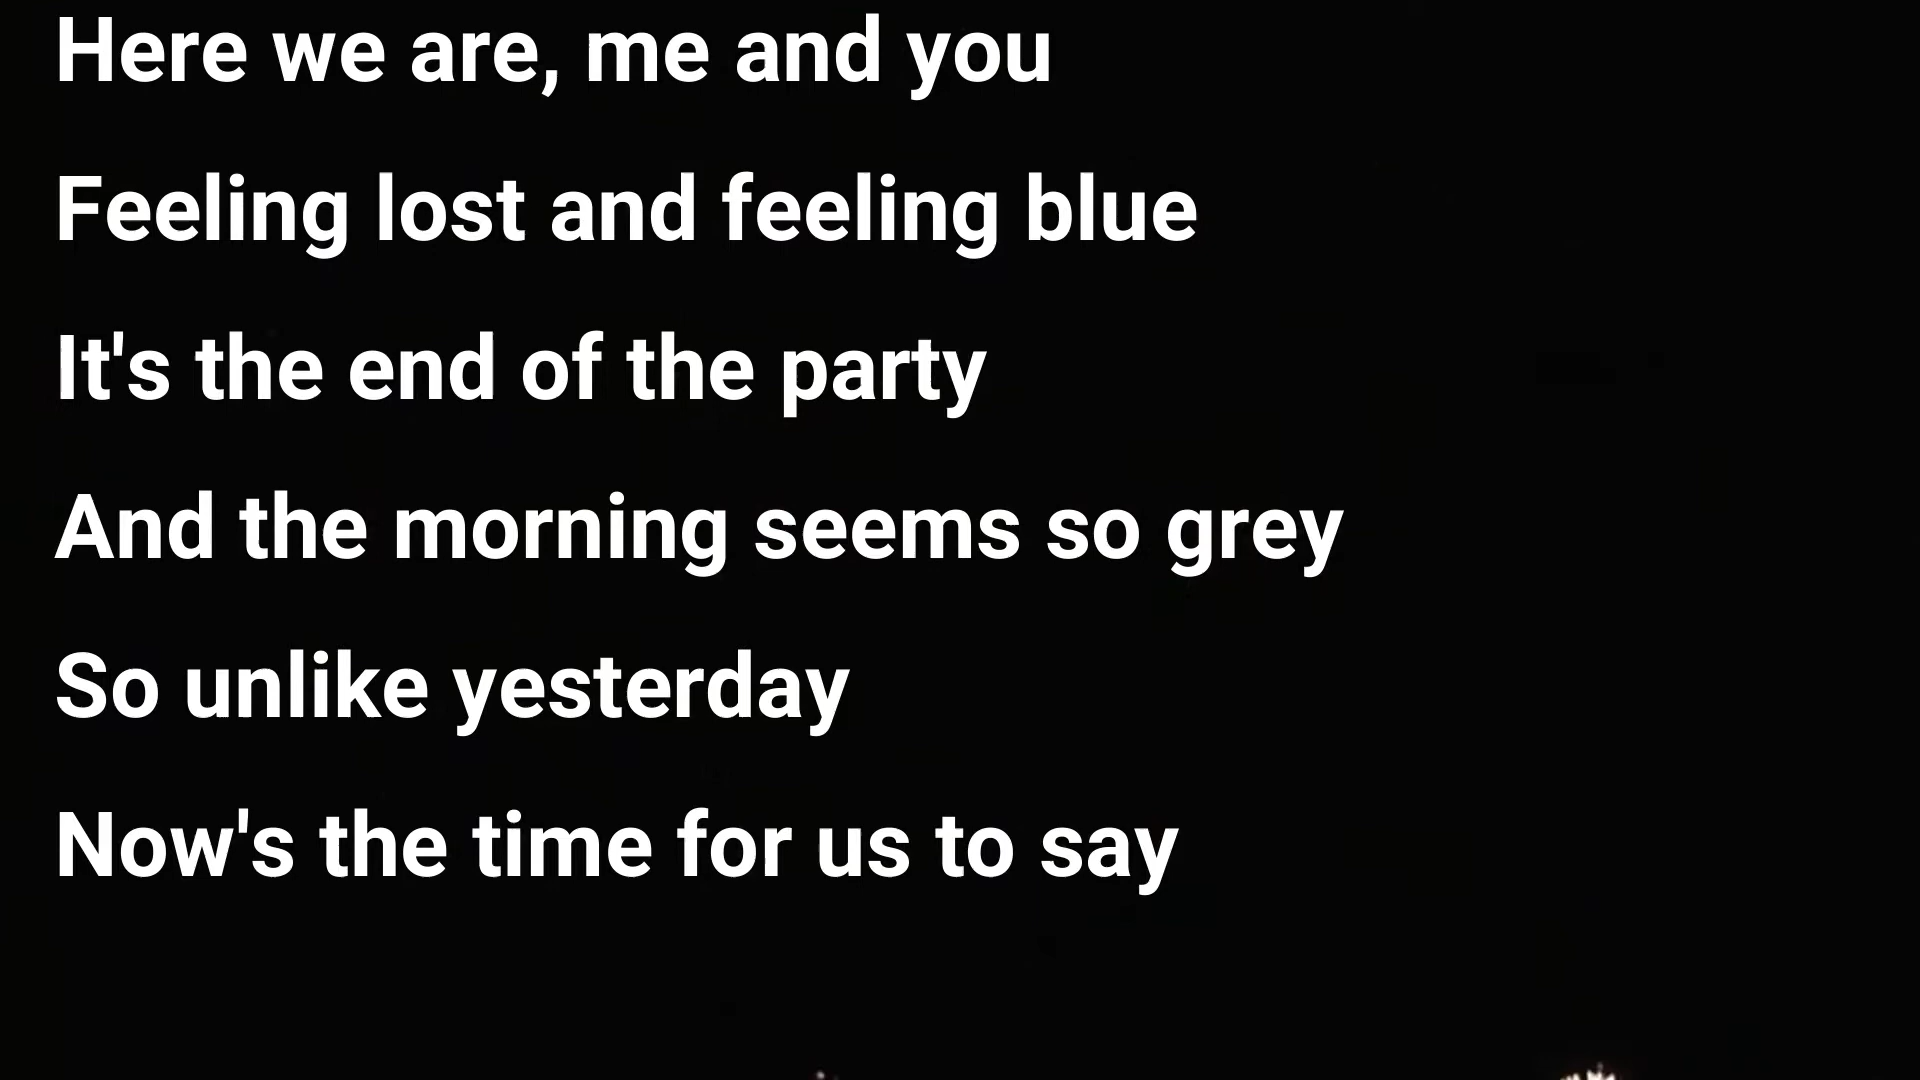 Here we are, me and you
Feeling lost and feeling blue
It's the end of the party
And the morning seems so grey
So unlike yesterday
Now's the time for us to say